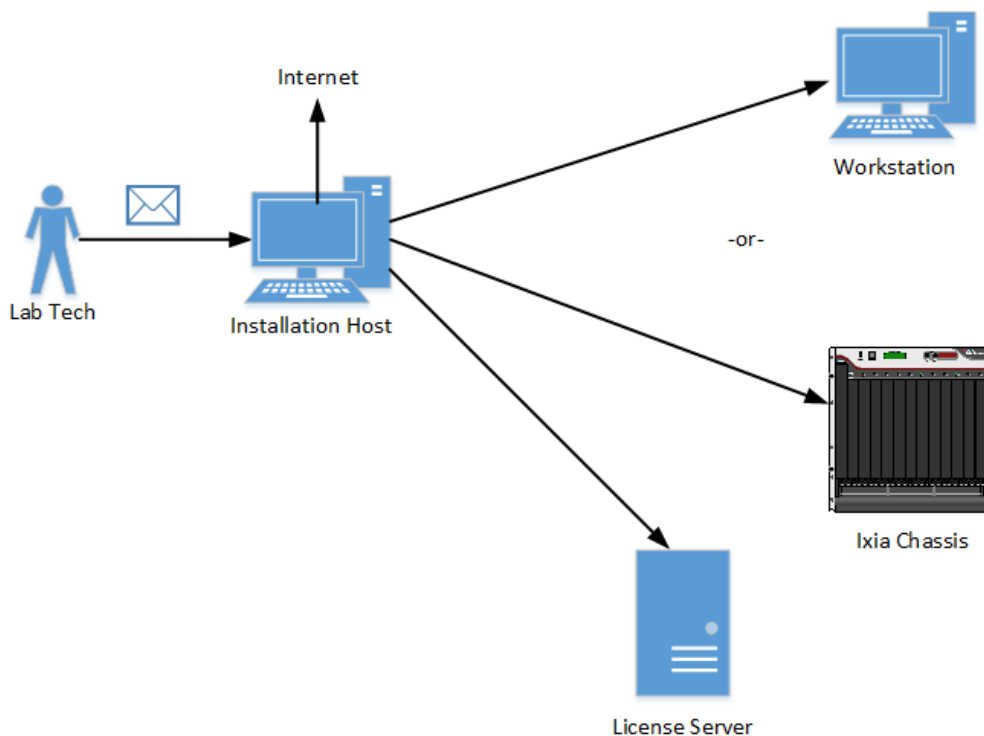 Internet
Workstation
-or-
Lab Tech
Installation Host
Ixia Chassis
License Server